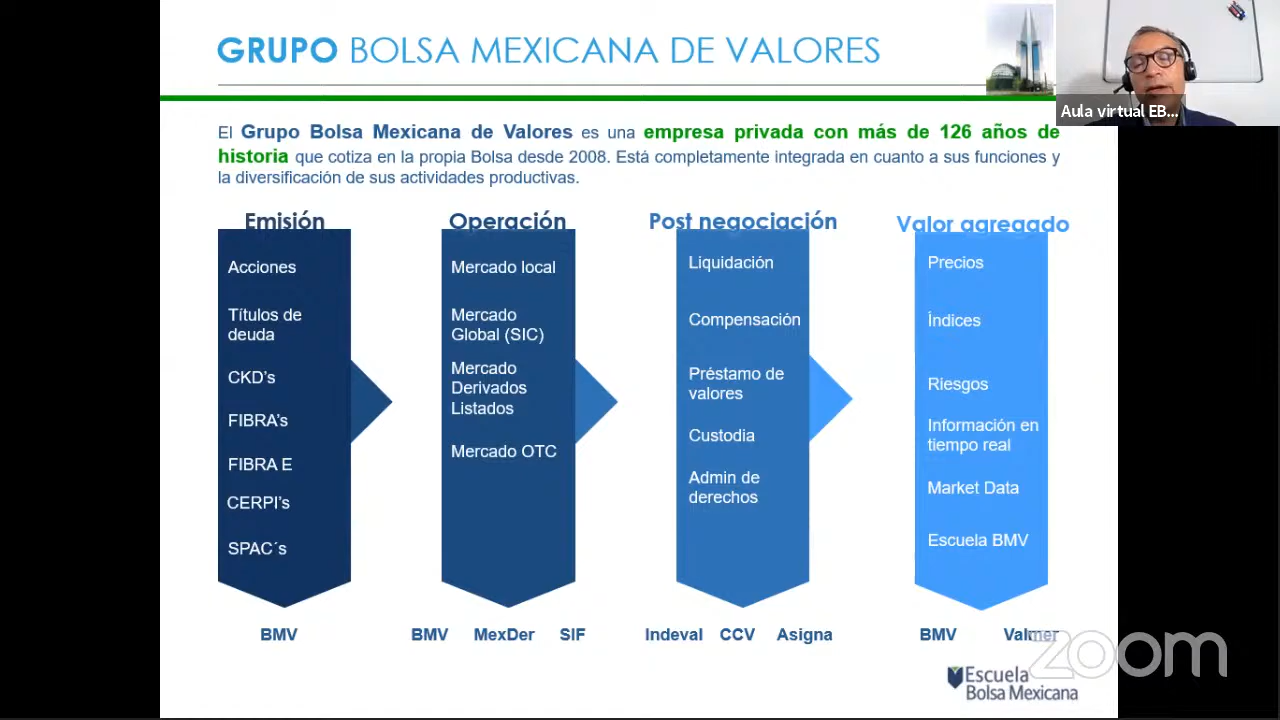 GRUPO BOLSA MEXICANA DE VALORES
Aula virtual EB...
El Grupo Bolsa Mexicana de Valores es una empresa privada con más de 126 años de
historia que cotiza en la propia Bolsa desde 2008. Está completamente integrada en cuanto a sus funciones y
la diversificación de sus actividades productivas.
Emisión
Acciones
Títulos de
deuda
CKD's
FIBRA's
FIBRA E
CERPI's
SPAC´s
BMV
Operación
Mercado local
Mercado
Global (SIC)
Mercado
Derivados
Listados
Mercado OTC
BMV MexDer SIF
Post negociación
Liquidación
Compensación
Préstamo de
valores
Custodia
Admin de
derechos
Indeval CCV Asigna
Valor agregado
Precios
Índices
Riesgos
Información en
tiempo real
Market Data
Escuela BMV
BMV Valmer
zoom
Escuela
Bolsa Mexicana